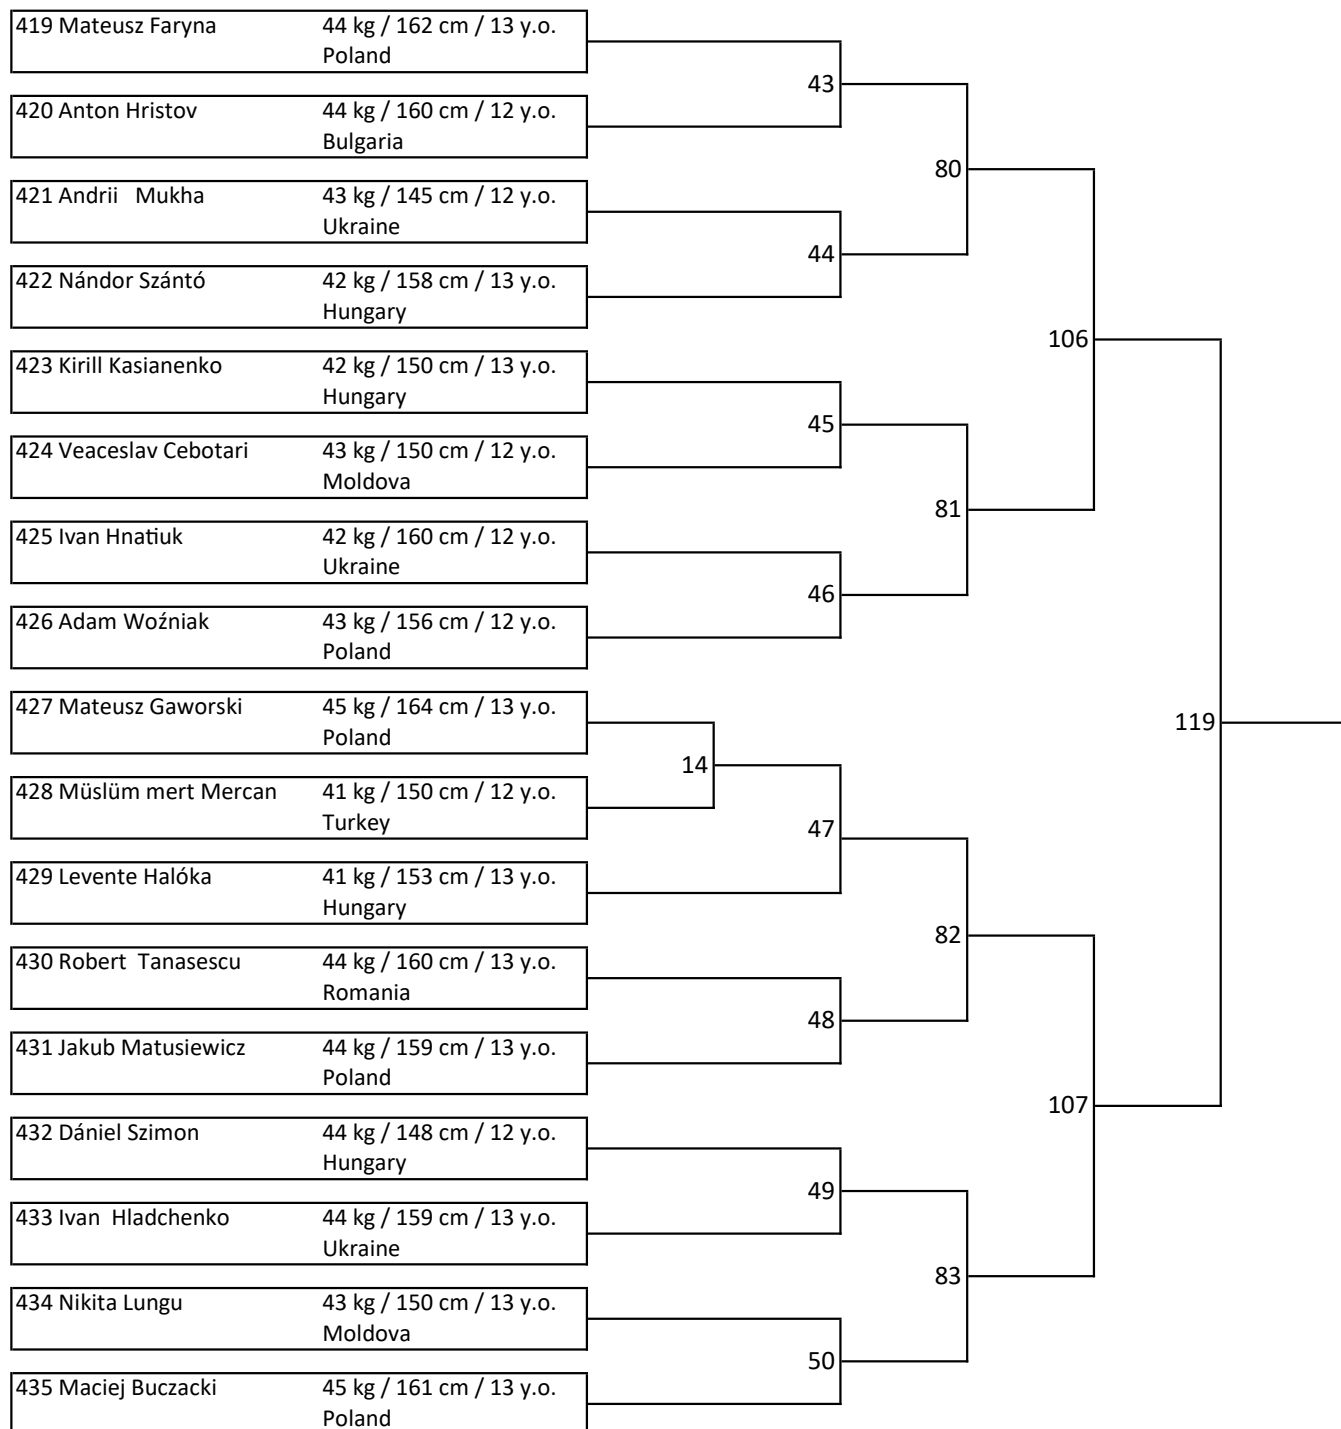 419 Mateusz Faryna 44 kg / 162 cm / 13 y.o.
Poland
43
420 Anton Hristov 44 kg / 160 cm / 12 y.o.
Bulgaria
80
421 Andrii Mukha 43 kg / 145 cm / 12 y.o.
Ukraine
44
422 Nándor Szántó 42 kg / 158 cm / 13 y.o.
Hungary
106
423 Kirill Kasianenko 42 kg / 150 cm / 13 y.o.
Hungary
45
424 Veaceslav Cebotari 43 kg / 150 cm / 12 y.o.
Moldova
81
425 Ivan Hnatiuk 42 kg / 160 cm / 12 y.o.
Ukraine
46
426 Adam Woźniak 43 kg / 156 cm / 12 y.o.
Poland
427 Mateusz Gaworski 45 kg / 164 cm / 13 y.o.
Poland
119
14
428 Müslüm mert Mercan 41 kg / 150 cm / 12 y.o.
Turkey
47
429 Levente Halóka 41 kg / 153 cm / 13 y.o.
Hungary
82
430 Robert Tanasescu 44 kg / 160 cm / 13 y.o.
Romania
48
431 Jakub Matusiewicz 44 kg / 159 cm / 13 y.o.
Poland
107
432 Dániel Szimon 44 kg / 148 cm / 12 y.o.
Hungary
49
433 Ivan Hladchenko 44 kg / 159 cm / 13 y.o.
Ukraine
83
434 Nikita Lungu 43 kg / 150 cm / 13 y.o.
Moldova
50
435 Maciej Buczacki 45 kg / 161 cm / 13 y.o.
Poland